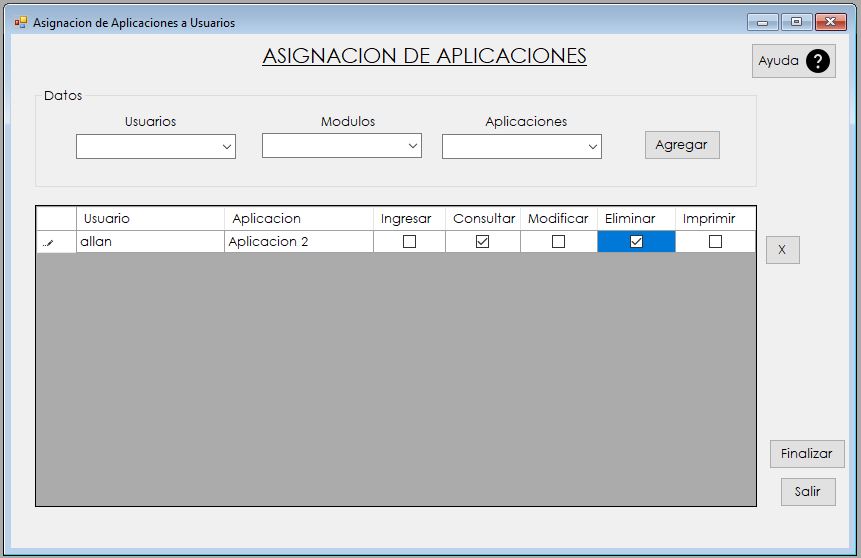 Asignacion de Aplicaciones a Usuarios
ASIGNACION DE APLICACIONES
Ayuda ?
Datos
Usuarios Modulos Aplicaciones
Agregar
Usuario Aplicacion Ingresar Consultar Modificar Eliminar Imprimir
allan Aplicacion 2
X
Finalizar
Salir